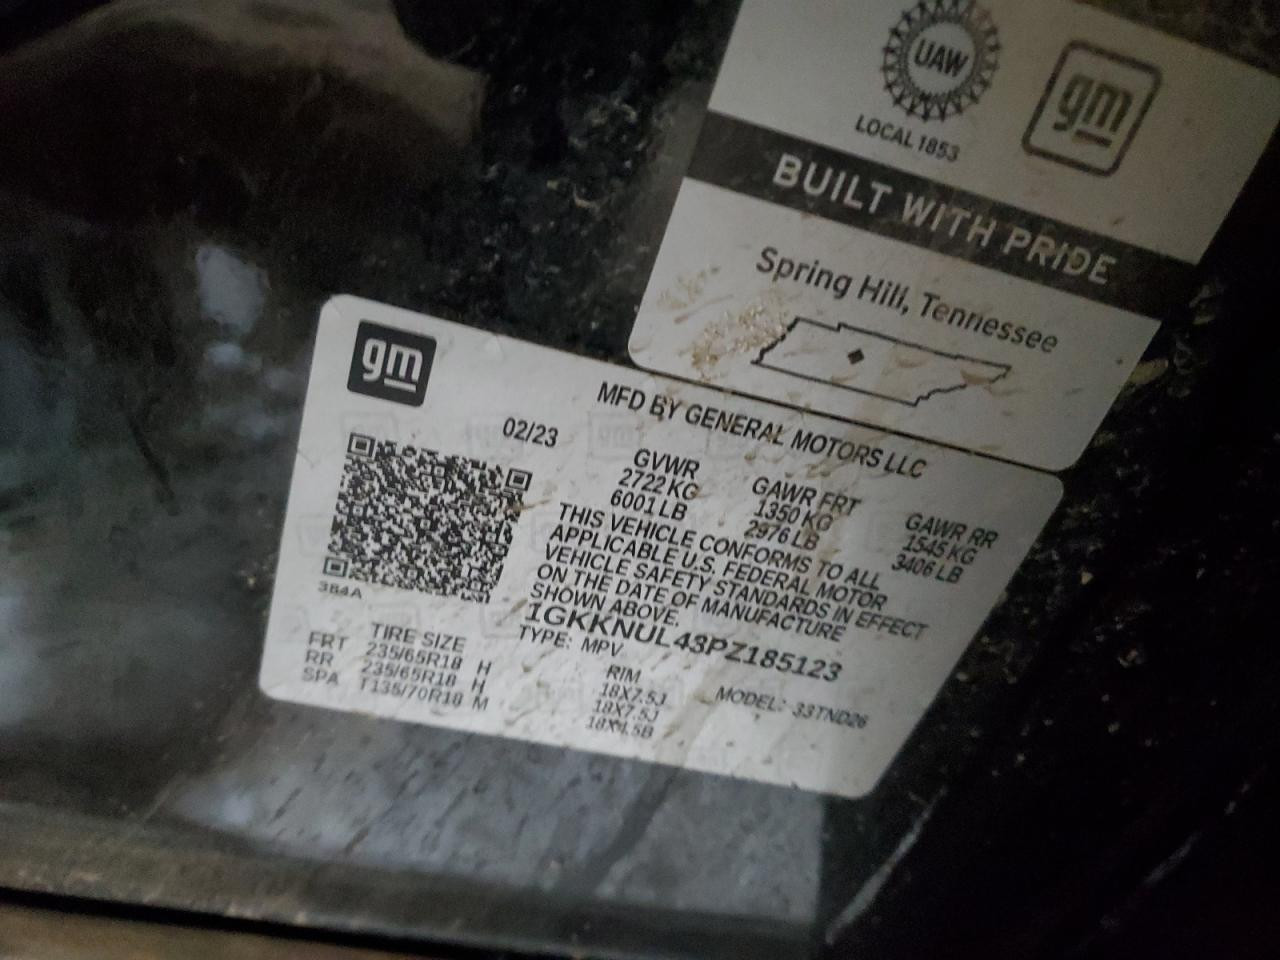 UAW
LOCAL 1853
gm
BUILT WITH PRIDE
Spring Hill, Tennessee
gm
MFD BY GENERAL MOTORS LLC
02/23
GVWR GAWR FRT GAWR RR
2722 KG 1350 KG 1545 KG
6001 LB 2976 LB 3406 LB
THIS VEHICLE CONFORMS TO ALL
APPLICABLE U.S. FEDERAL MOTOR
VEHICLE SAFETY STANDARDS IN EFFECT
ON THE DATE OF MANUFACTURE
SHOWN ABOVE.
384A
1GKKNUL43PZ185123
TYPE: MPV MODEL: 33TND26
TIRE SIZE RIM
FRT 235/65R18 H 18X7.5J
RR 235/65R18 H 18X7.5J
SPA T135/70R18 M 18X4.5B